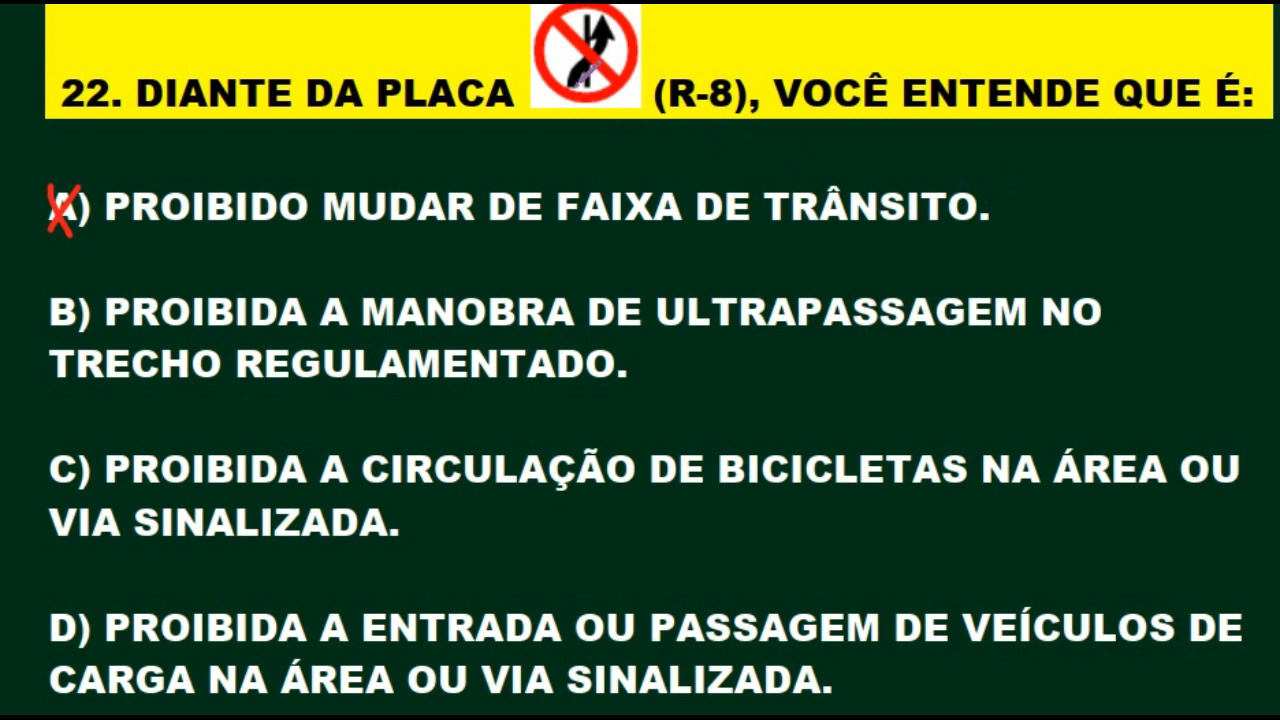 22. DIANTE DA PLACA (R-8), VOCÊ ENTENDE QUE É:
A) PROIBIDO MUDAR DE FAIXA DE TRÂNSITO.
B) PROIBIDA A MANOBRA DE ULTRAPASSAGEM NO
TRECHO REGULAMENTADO.
C) PROIBIDA A CIRCULAÇÃO DE BICICLETAS NA ÁREA OU
VIA SINALIZADA.
D) PROIBIDA A ENTRADA OU PASSAGEM DE VEÍCULOS DE
CARGA NA ÁREA OU VIA SINALIZADA.